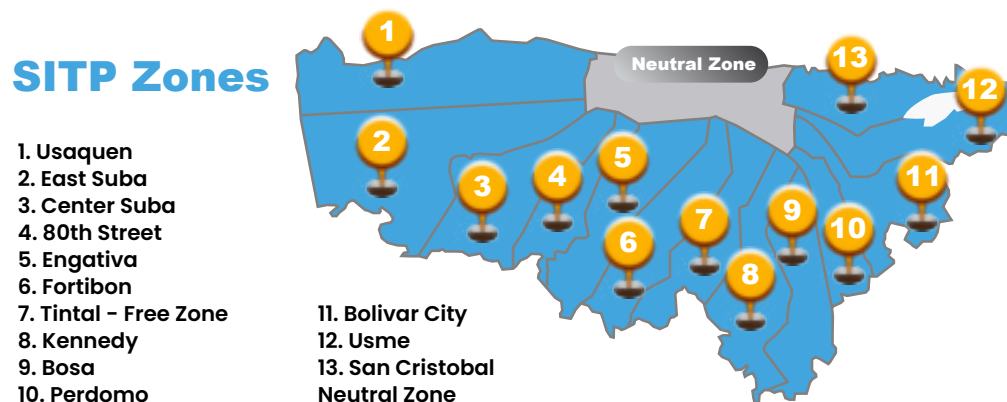 SITP Zones
1. Usaquen
2. East Suba
3. Center Suba
4. 80th Street
5. Engativa
6. Fortibon
7. Tintal - Free Zone
8. Kennedy
9. Bosa
10. Perdomo
11. Bolivar City
12. Usme
13. San Cristobal
Neutral Zone
Neutral Zone
1
2
3
4
5
6
7
8
9
10
11
12
13